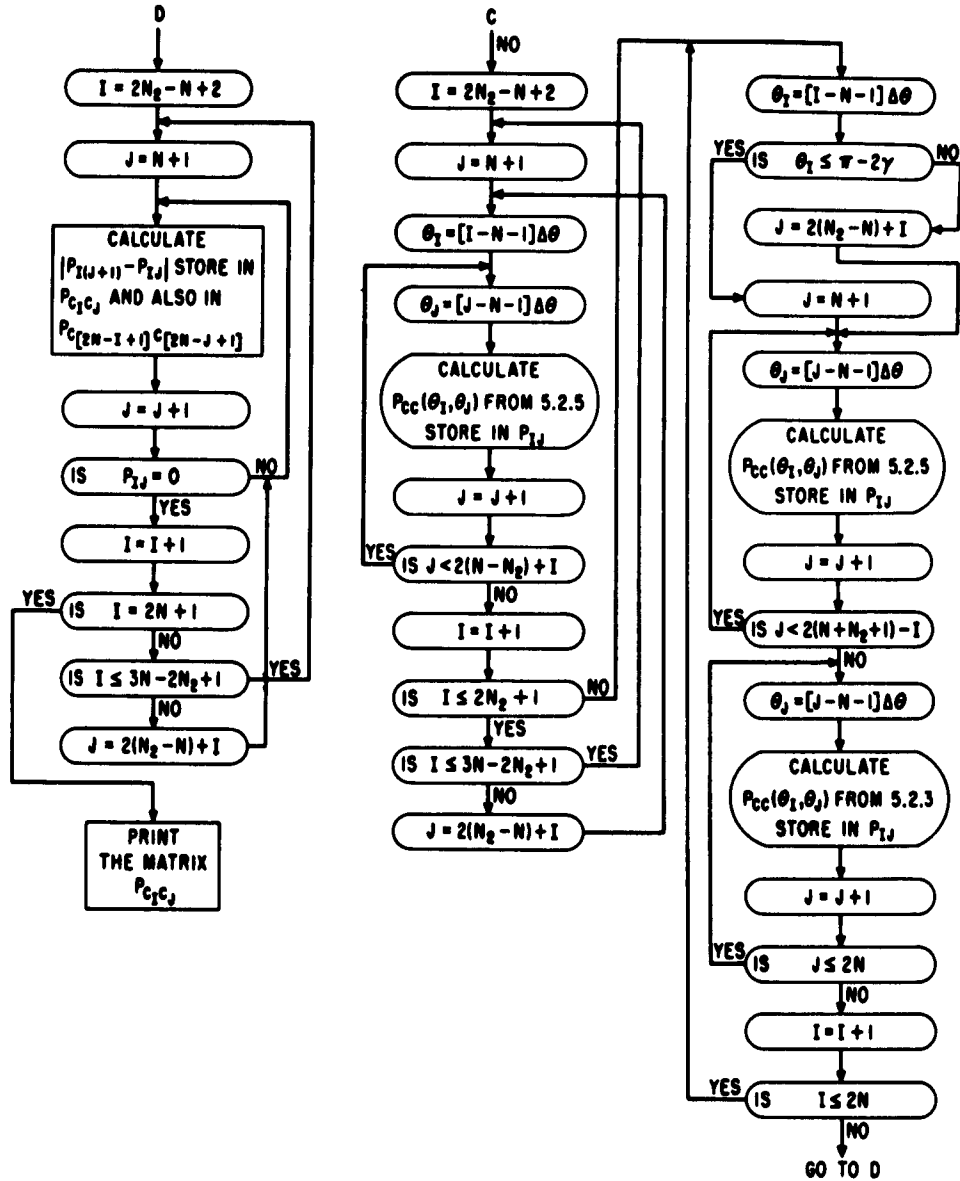 D
I = 2N₂ - N + 2
J = N + 1
CALCULATE
|P_I(J+1) - P_IJ| STORE IN
P_C_I C_J AND ALSO IN
P_C_[2N-I+1] C_[2N-J+1]
J = J + 1
IS P_IJ = 0
NO
YES
I = I + 1
YES
IS I = 2N + 1
NO
IS I ≤ 3N - 2N₂ + 1
YES
NO
J = 2(N₂ - N) + I
PRINT
THE MATRIX
P_C_I C_J
C
NO
I = 2N₂ - N + 2
J = N + 1
θ_I = [I - N - 1] Δθ
θ_J = [J - N - 1] Δθ
CALCULATE
P_CC(θ_I, θ_J) FROM 5.2.5
STORE IN P_IJ
J = J + 1
YES
IS J < 2(N - N₂) + I
NO
I = I + 1
IS I ≤ 2N₂ + 1
NO
YES
IS I ≤ 3N - 2N₂ + 1
YES
NO
J = 2(N₂ - N) + I
θ_I = [I - N - 1] Δθ
YES
IS θ_I ≤ π - 2γ
NO
J = 2(N₂ - N) + I
J = N + 1
θ_J = [J - N - 1] Δθ
CALCULATE
P_CC(θ_I, θ_J) FROM 5.2.5
STORE IN P_IJ
J = J + 1
YES
IS J < 2(N + N₂ + 1) - I
NO
θ_J = [J - N - 1] Δθ
CALCULATE
P_CC(θ_I, θ_J) FROM 5.2.3
STORE IN P_IJ
J = J + 1
YES
IS J ≤ 2N
NO
I = I + 1
YES
IS I ≤ 2N
NO
GO TO D